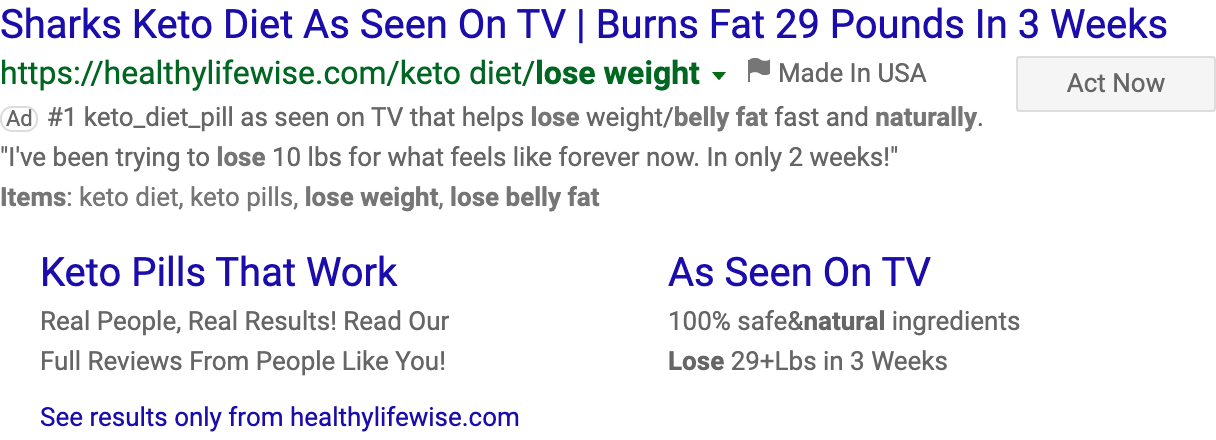 Sharks Keto Diet As Seen On TV | Burns Fat 29 Pounds In 3 Weeks
https://healthylifewise.com/keto diet/lose weight Made In USA
Act Now
Ad #1 keto_diet_pill as seen on TV that helps lose weight/belly fat fast and naturally.
"I've been trying to lose 10 lbs for what feels like forever now. In only 2 weeks!"
Items: keto diet, keto pills, lose weight, lose belly fat
Keto Pills That Work
Real People, Real Results! Read Our
Full Reviews From People Like You!
As Seen On TV
100% safe&natural ingredients
Lose 29+Lbs in 3 Weeks
See results only from healthylifewise.com